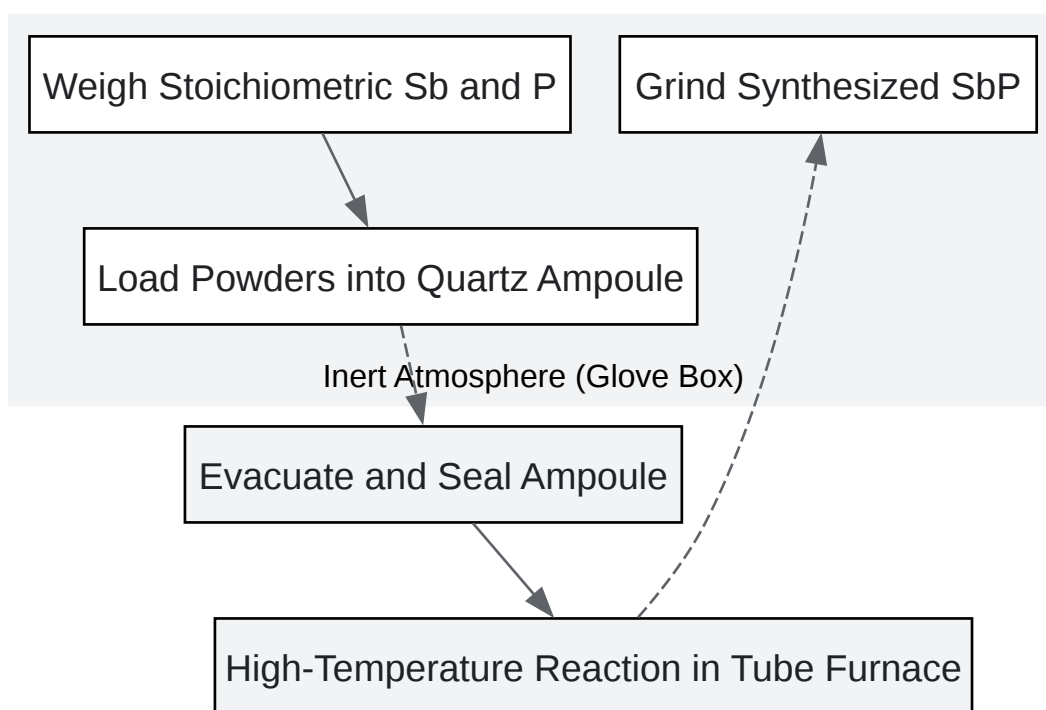 Weigh Stoichiometric Sb and P
Grind Synthesized SbP
Load Powders into Quartz Ampoule
Inert Atmosphere (Glove Box)
Evacuate and Seal Ampoule
High-Temperature Reaction in Tube Furnace